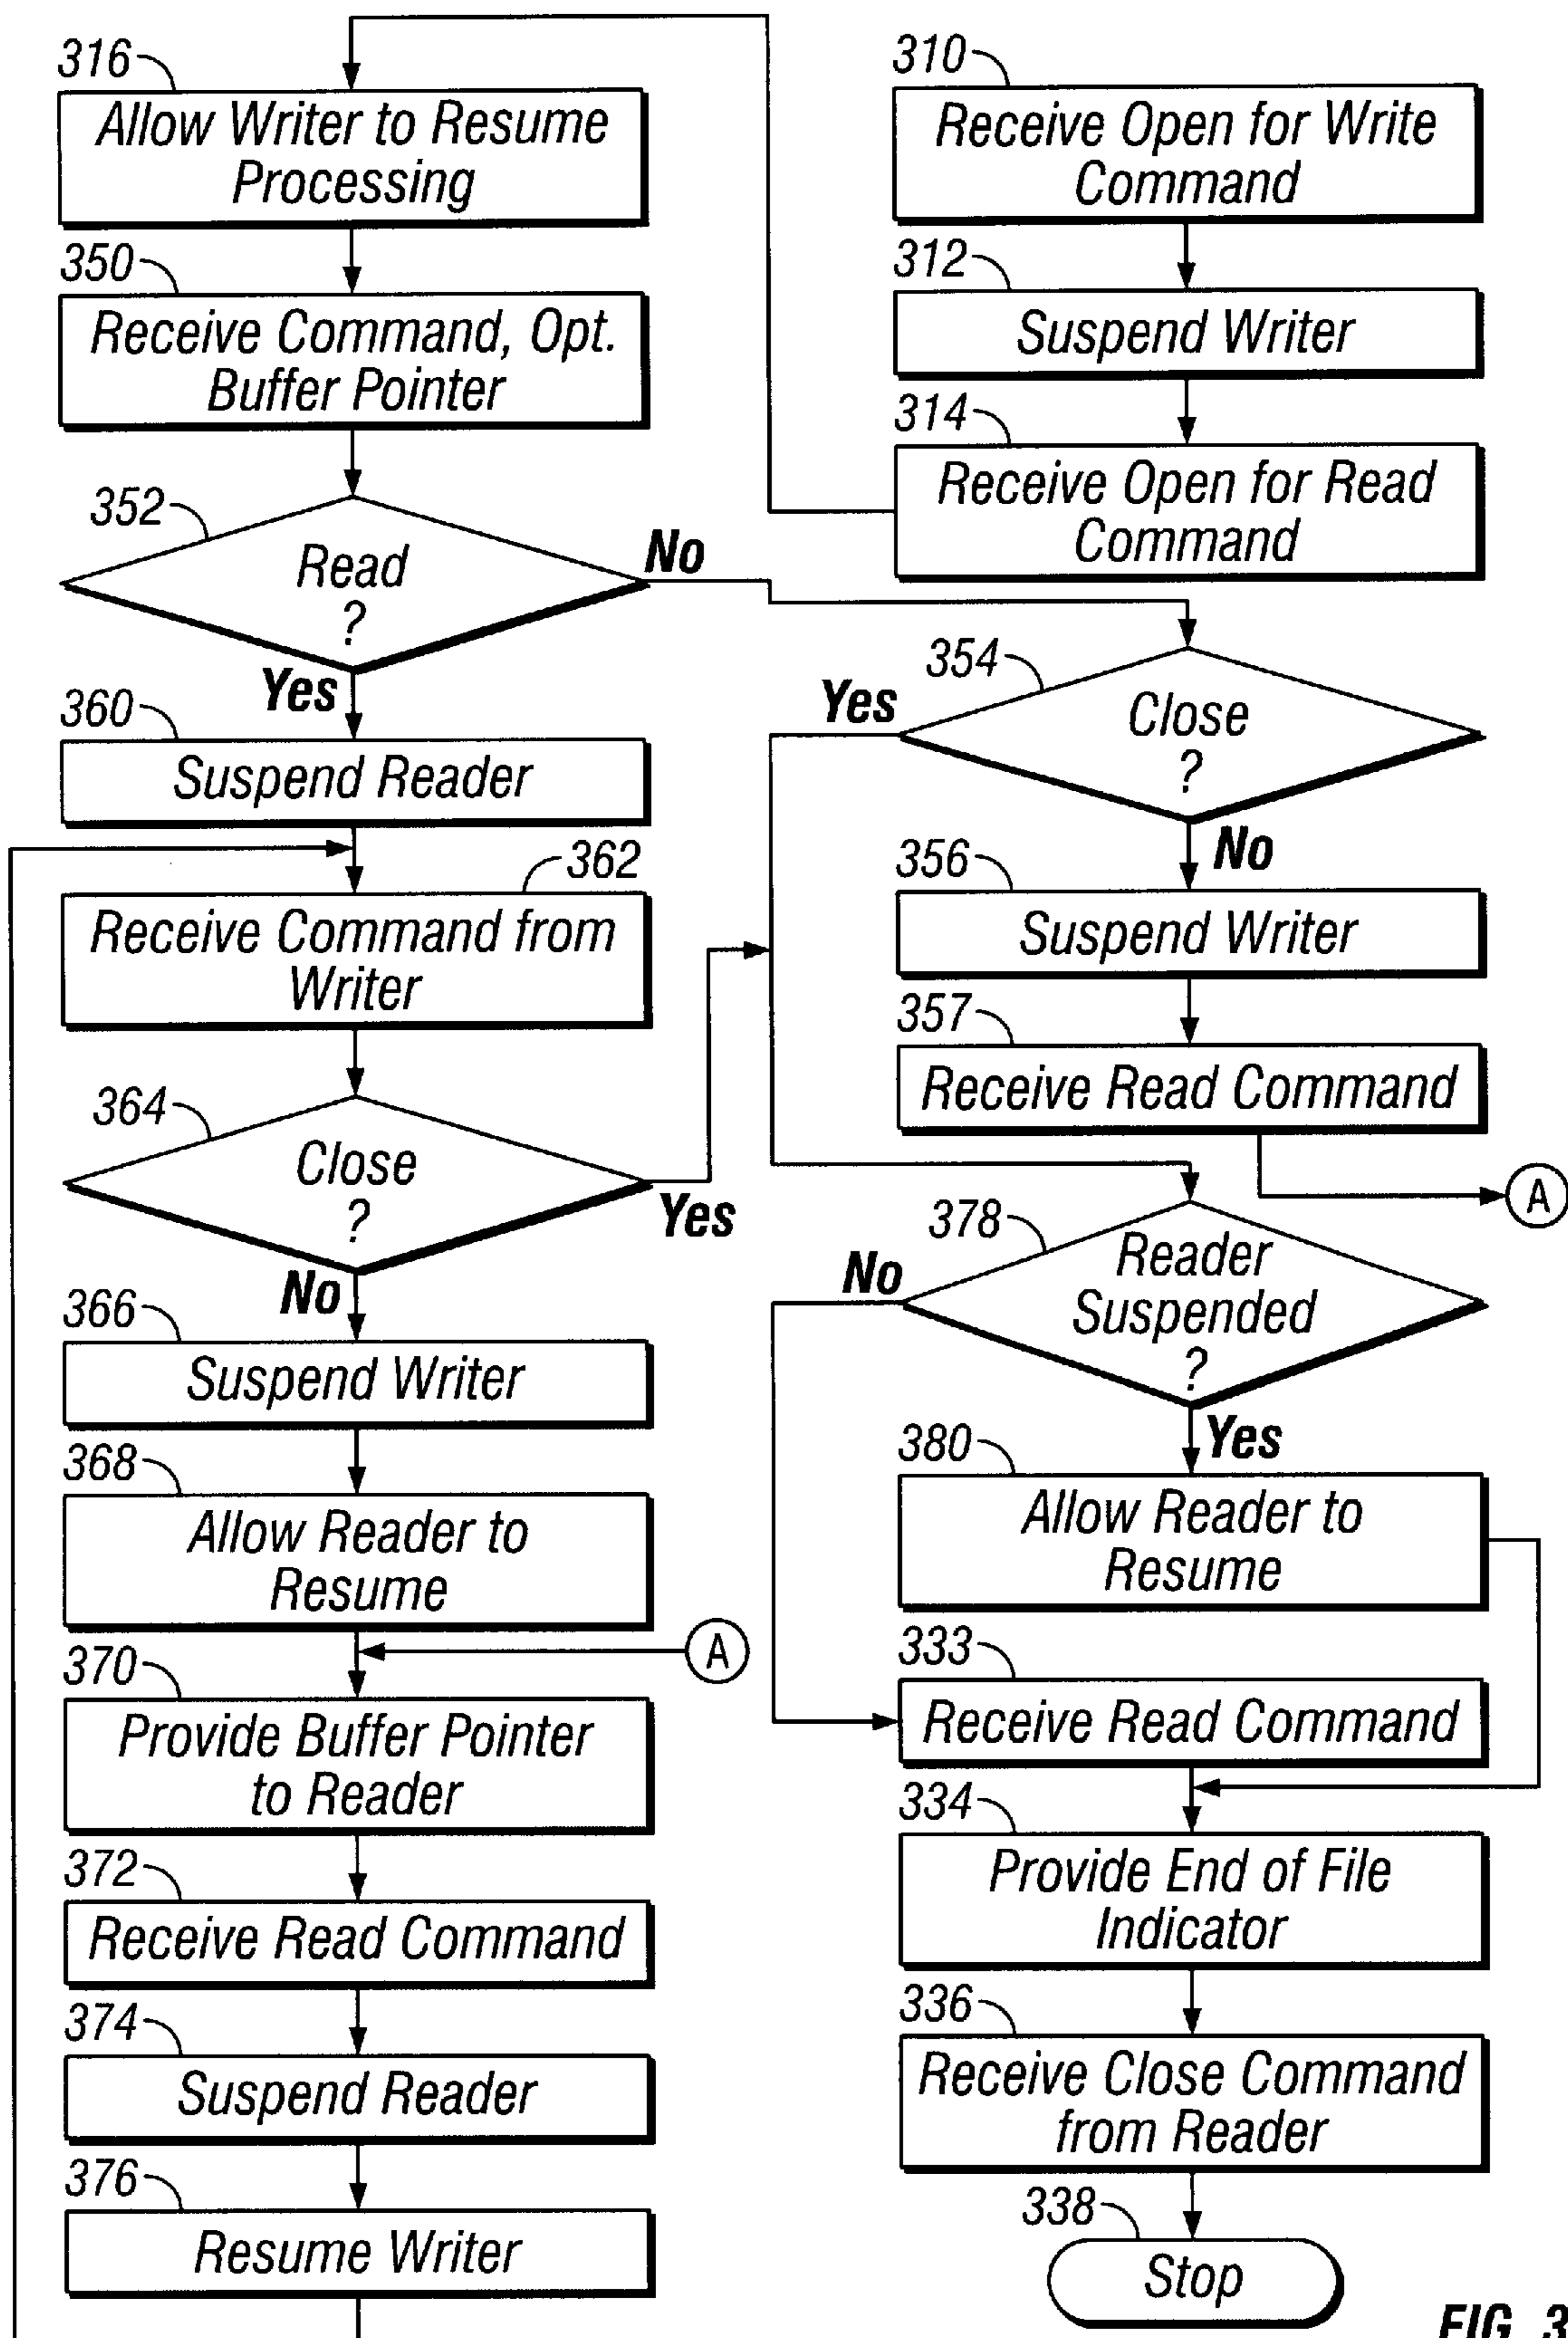 316
Allow Writer to Resume
Processing
350
Receive Command, Opt.
Buffer Pointer
352
Read
?
No
Yes
360
Suspend Reader
362
Receive Command from
Writer
364
Close
?
Yes
No
366
Suspend Writer
368
Allow Reader to
Resume
A
370
Provide Buffer Pointer
to Reader
372
Receive Read Command
374
Suspend Reader
376
Resume Writer
310
Receive Open for Write
Command
312
Suspend Writer
314
Receive Open for Read
Command
354
Yes
Close
?
No
356
Suspend Writer
357
Receive Read Command
A
378
No
Reader
Suspended
?
Yes
380
Allow Reader to
Resume
333
Receive Read Command
334
Provide End of File
Indicator
336
Receive Close Command
from Reader
338
Stop
FIG. 3